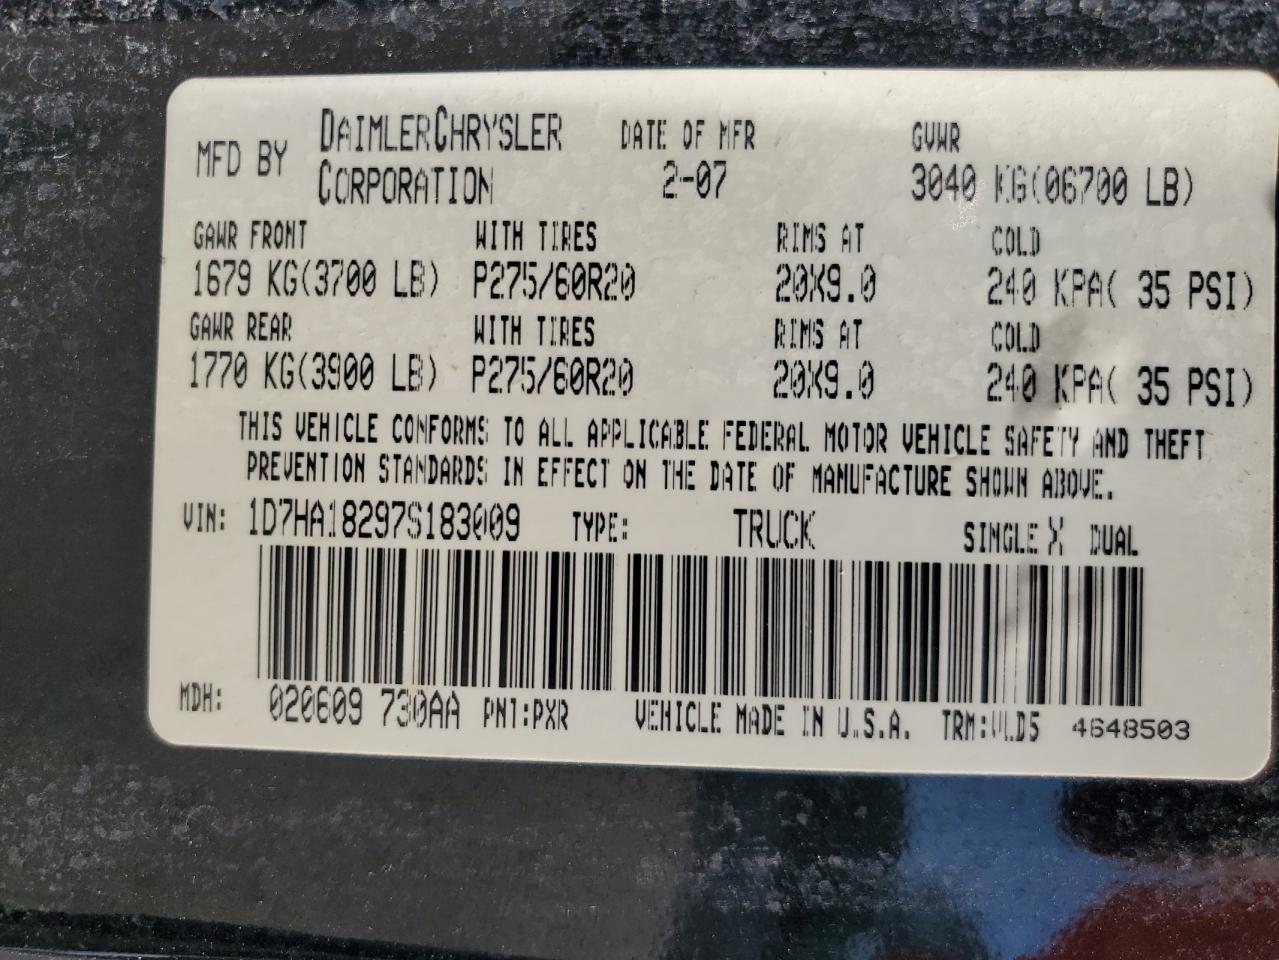 MFD BY DAIMLERCHRYSLER CORPORATION DATE OF MFR 2-07 GVWR 3040 KG(06700 LB)
GAWR FRONT WITH TIRES RIMS AT COLD
1679 KG(3700 LB) P275/60R20 20X9.0 240 KPA( 35 PSI)
GAWR REAR WITH TIRES RIMS AT COLD
1770 KG(3900 LB) P275/60R20 20X9.0 240 KPA( 35 PSI)
THIS VEHICLE CONFORMS TO ALL APPLICABLE FEDERAL MOTOR VEHICLE SAFETY AND THEFT
PREVENTION STANDARDS IN EFFECT ON THE DATE OF MANUFACTURE SHOWN ABOVE.
VIN: 1D7HA18297S183009 TYPE: TRUCK SINGLE X DUAL
MDH: 020609 730AA PNT:PXR VEHICLE MADE IN U.S.A. TRM:VLD5 4648503